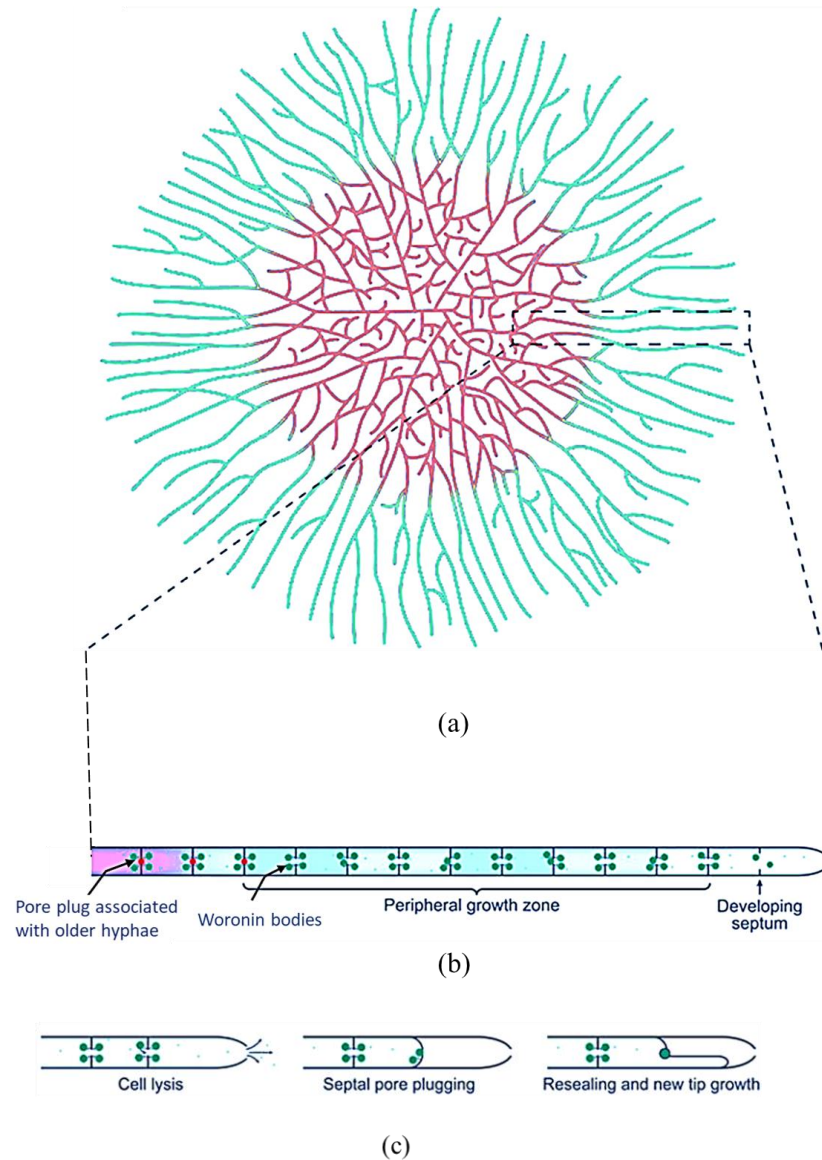 (a)
Pore plug associated
with older hyphae
Woronin bodies
Peripheral growth zone
Developing
septum
(b)
Cell lysis
Septal pore plugging
Resealing and new tip growth
(c)